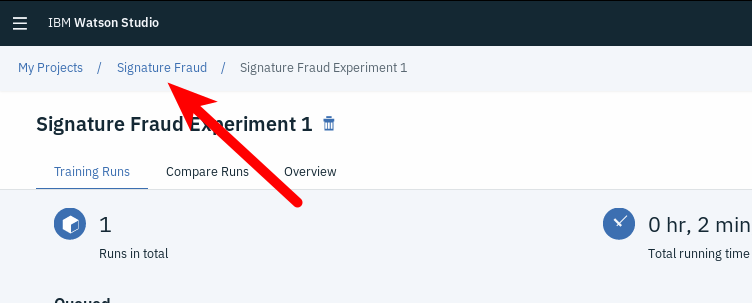 IBM Watson Studio
My Projects / Signature Fraud / Signature Fraud Experiment 1
Signature Fraud Experiment 1
Training Runs Compare Runs Overview
1 0 hr, 2 min
Runs in total Total running time
Queued